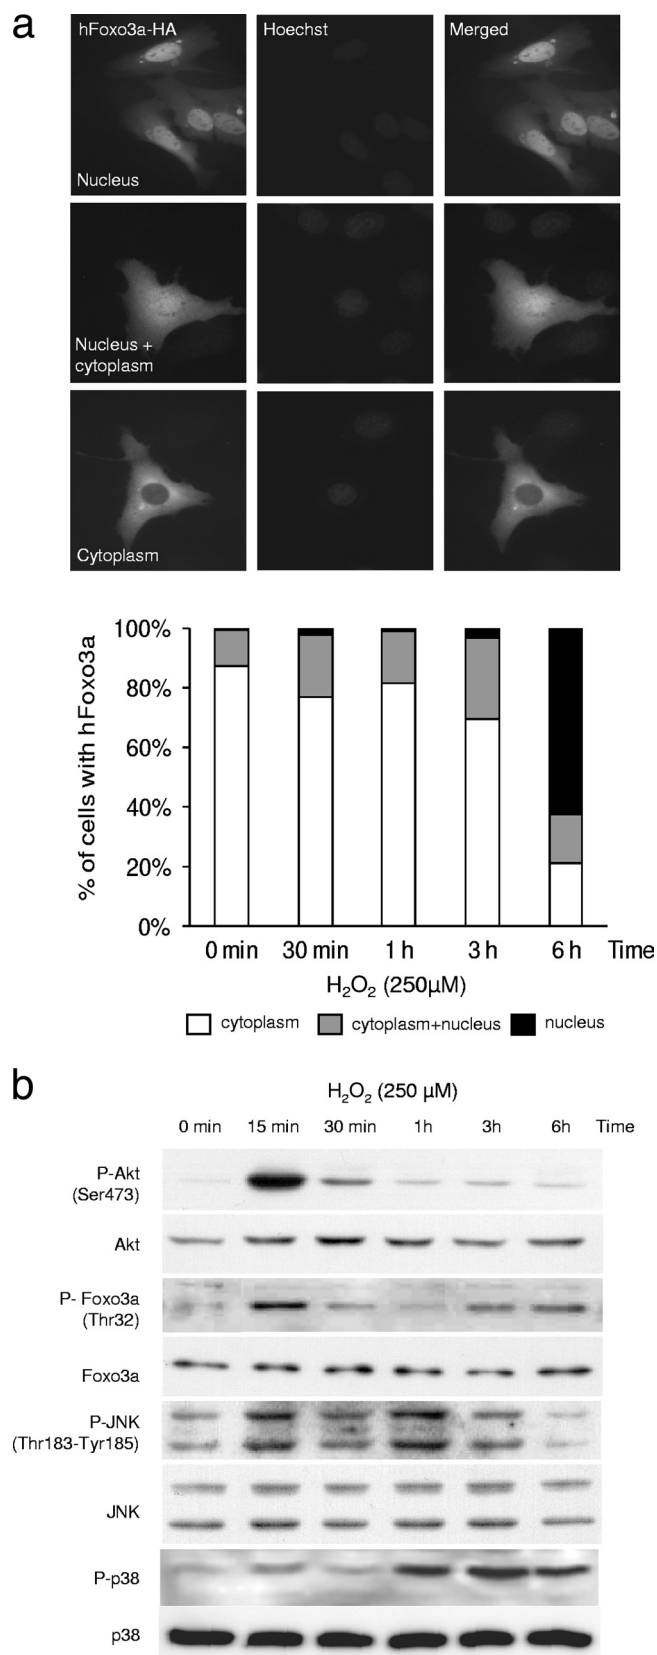 a
hFoxo3a-HA
Hoechst
Merged
Nucleus
Nucleus +
cytoplasm
Cytoplasm
% of cells with hFoxo3a
100%
80%
60%
40%
20%
0%
0 min 30 min 1 h 3 h 6 h Time
H₂O₂ (250µM)
cytoplasm cytoplasm+nucleus nucleus
b
H₂O₂ (250 µM)
0 min 15 min 30 min 1h 3h 6h Time
P-Akt
(Ser473)
Akt
P- Foxo3a
(Thr32)
Foxo3a
P-JNK
(Thr183-Tyr185)
JNK
P-p38
p38